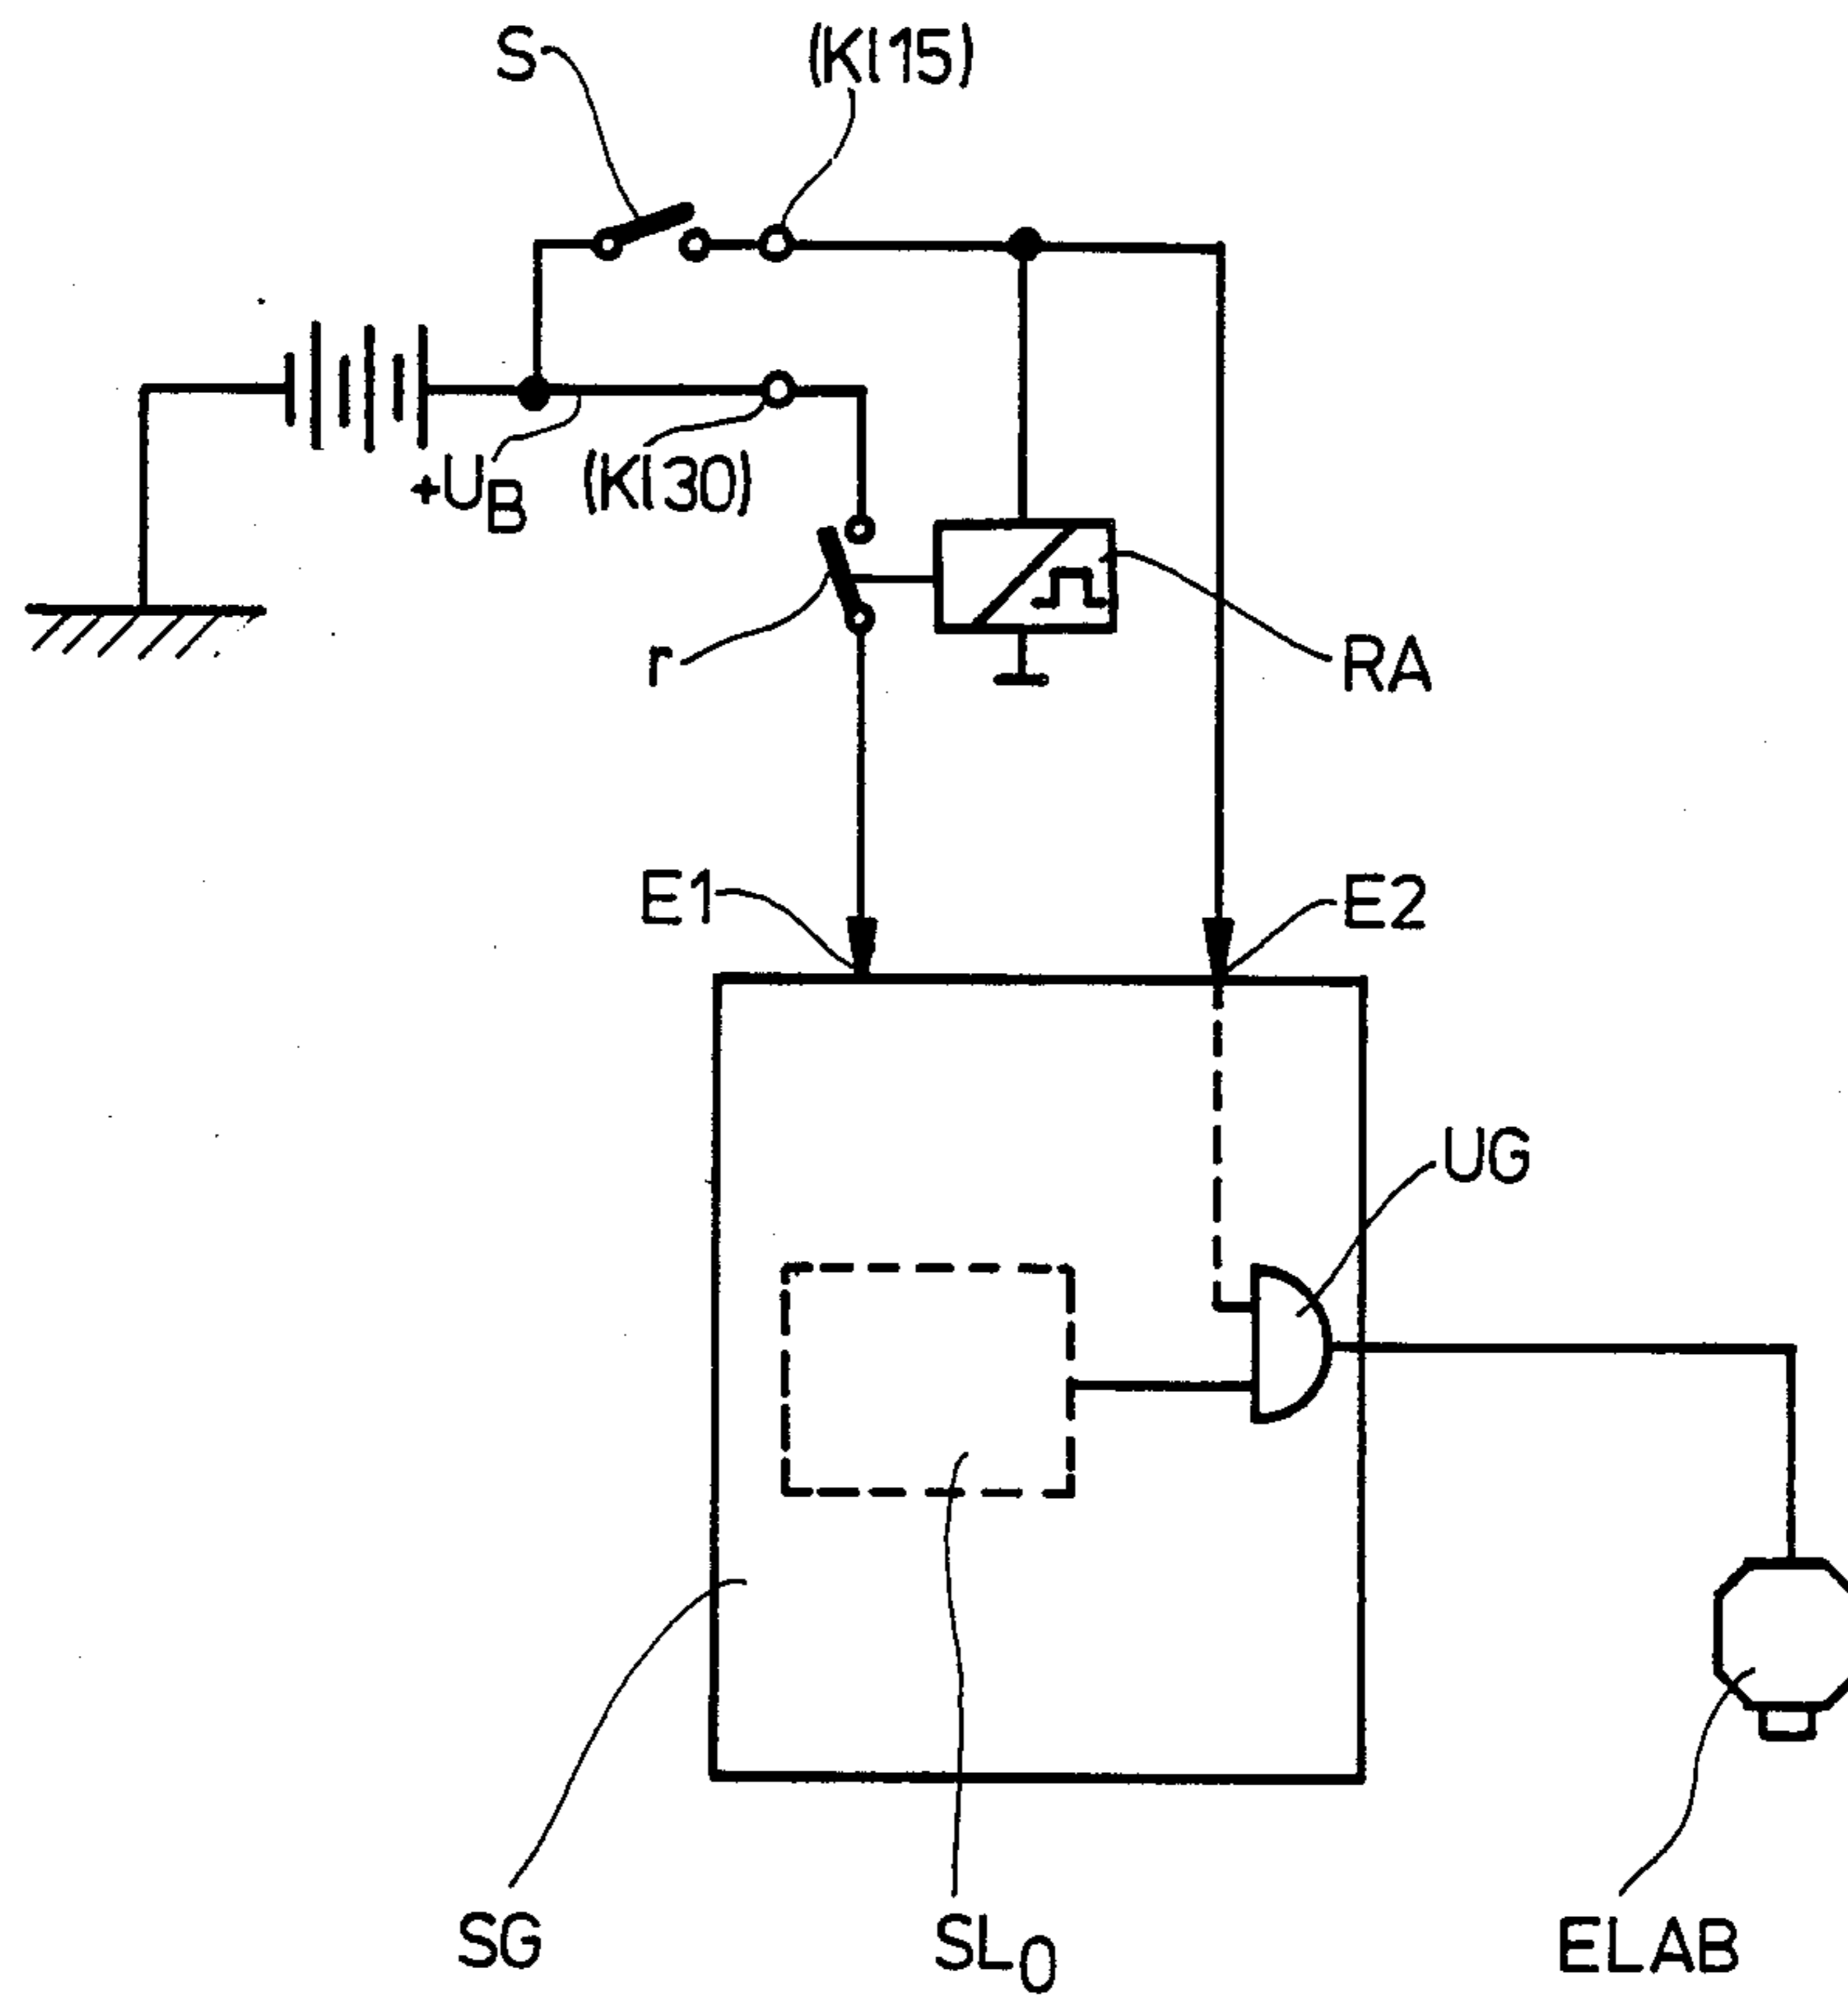 S
(Kl15)
+UB
(Kl30)
r
RA
E1
E2
UG
SG
SL0
ELAB